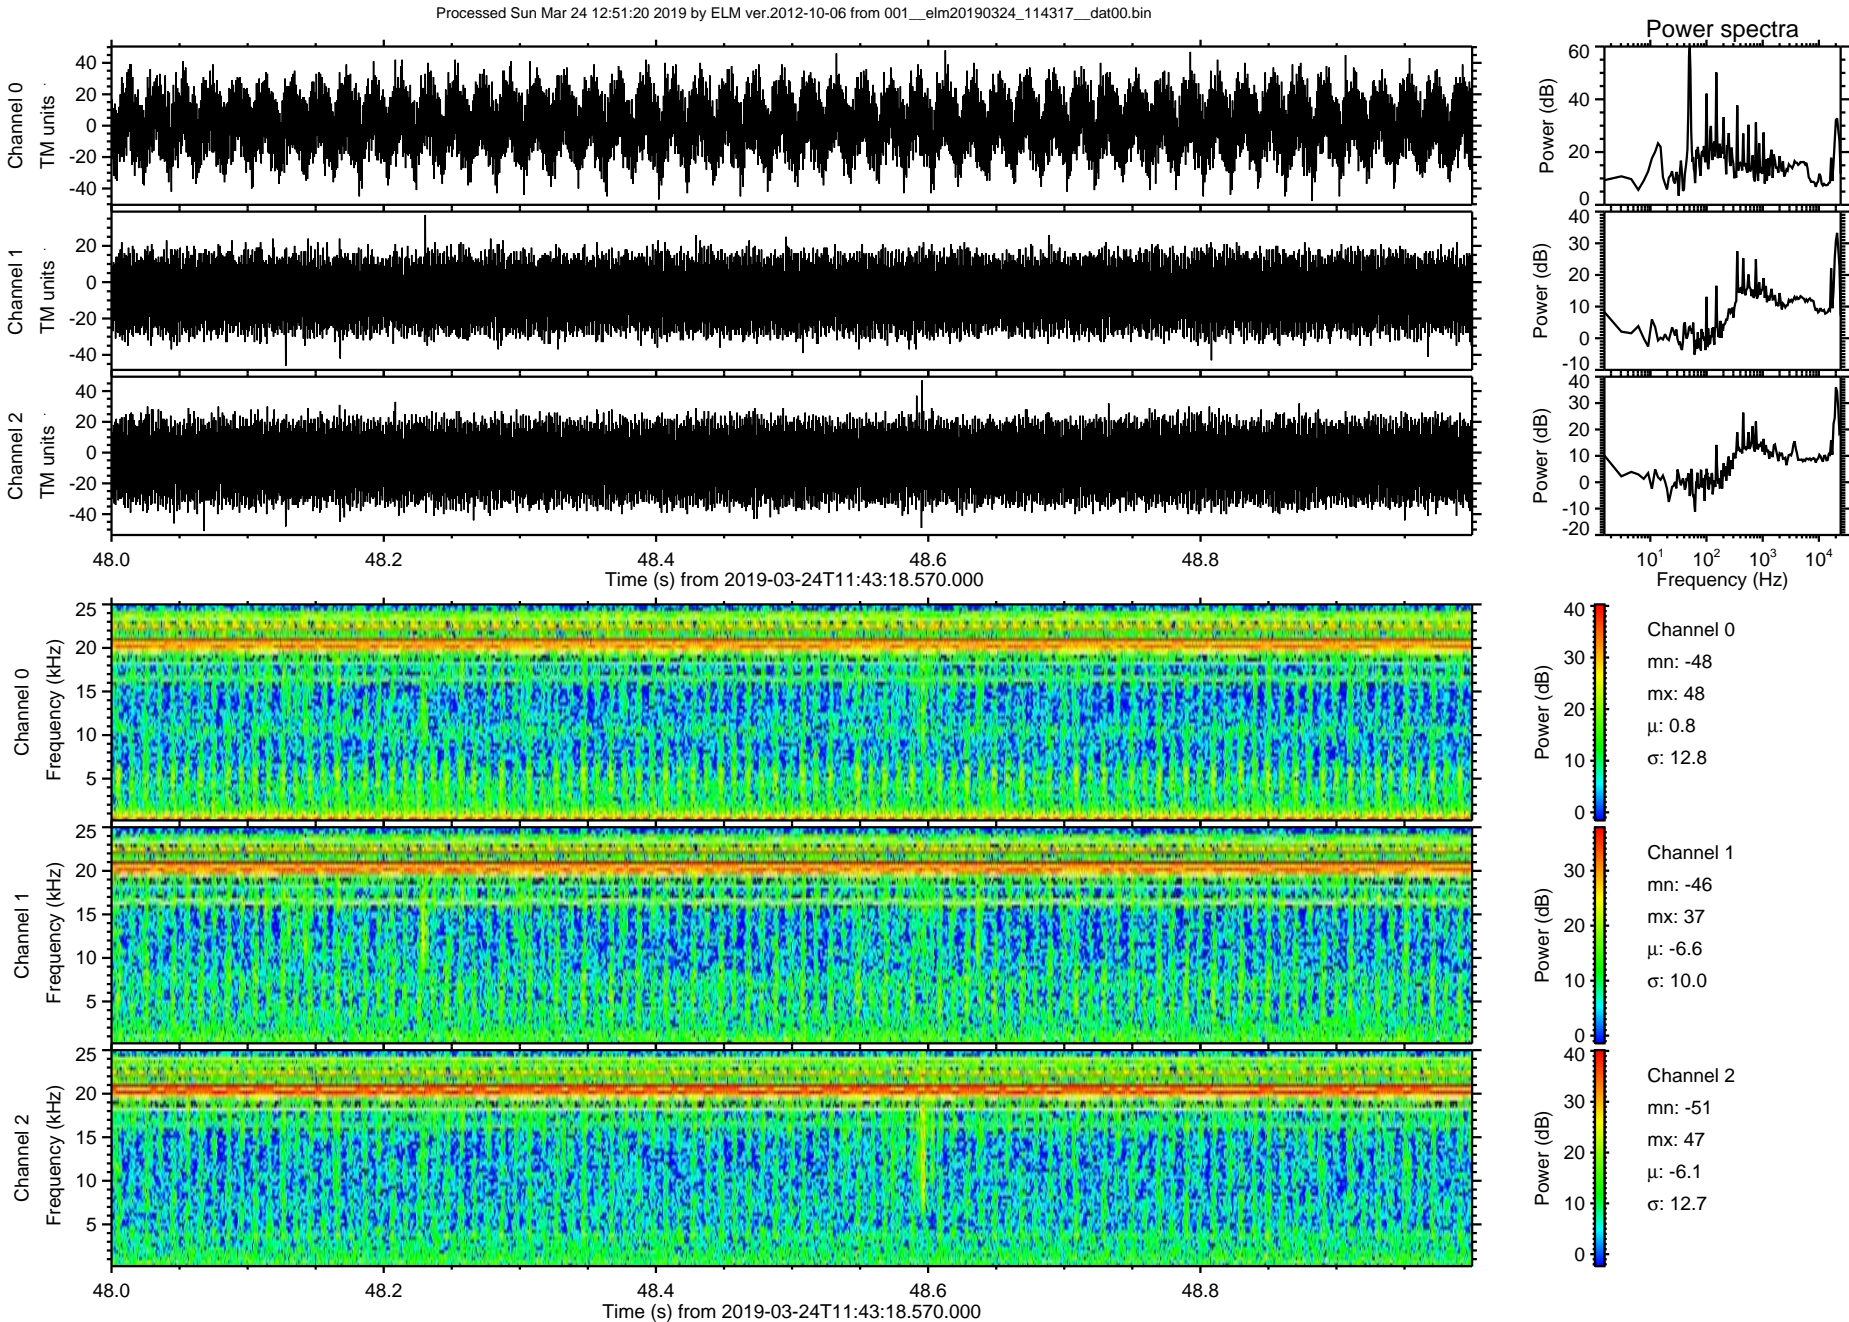 Processed Sun Mar 24 12:51:20 2019 by ELM ver.2012-10-06 from 001__elm20190324_114317__dat00.bin
Power spectra
Channel 0
TM units
40
20
0
-20
-40
Power (dB)
60
40
20
0
Channel 1
TM units
20
0
-20
-40
Power (dB)
40
30
20
10
0
-10
Channel 2
TM units
40
20
0
-20
-40
Power (dB)
40
30
20
10
0
-10
-20
48.0 48.2 48.4 48.6 48.8
Time (s) from 2019-03-24T11:43:18.570.000
10^1 10^2 10^3 10^4
Frequency (Hz)
Channel 0
Frequency (kHz)
25
20
15
10
5
Power (dB)
40
30
20
10
0
Channel 0
mn: -48
mx: 48
μ: 0.8
σ: 12.8
Channel 1
Frequency (kHz)
25
20
15
10
5
Power (dB)
30
20
10
0
Channel 1
mn: -46
mx: 37
μ: -6.6
σ: 10.0
Channel 2
Frequency (kHz)
25
20
15
10
5
Power (dB)
40
30
20
10
0
Channel 2
mn: -51
mx: 47
μ: -6.1
σ: 12.7
48.0 48.2 48.4 48.6 48.8
Time (s) from 2019-03-24T11:43:18.570.000